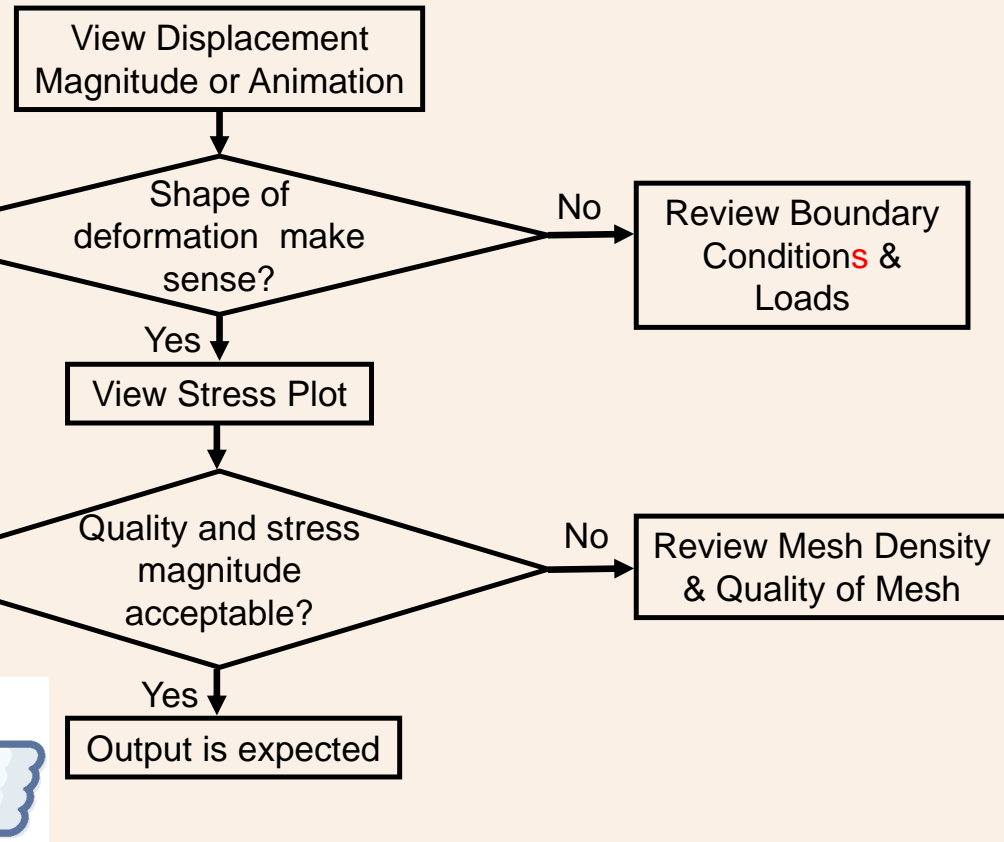 View Displacement
Magnitude or Animation
Shape of
deformation make
sense?
No
Review Boundary
Conditions &
Loads
Yes
View Stress Plot
Quality and stress
magnitude
acceptable?
No
Review Mesh Density
& Quality of Mesh
Yes
Output is expected